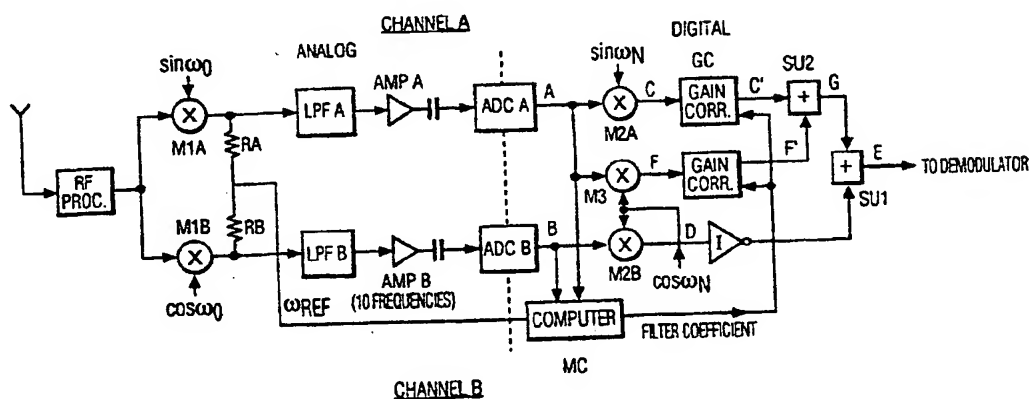 CHANNEL A
ANALOG
DIGITAL
sinω0
sinωN
GC
SU2
AMP A
LPF A
ADC A
A
C
GAIN
CORR.
C'
+
G
M1A
RA
M2A
F'
RF
PROC.
M1B
RB
M3
F
GAIN
CORR.
+
E
TO DEMODULATOR
SU1
B
D
I
LPF B
ADC B
M2B
AMP B
(10 FREQUENCIES)
cosω0
ωREF
cosωN
COMPUTER
FILTER COEFFICIENT
MC
CHANNEL B